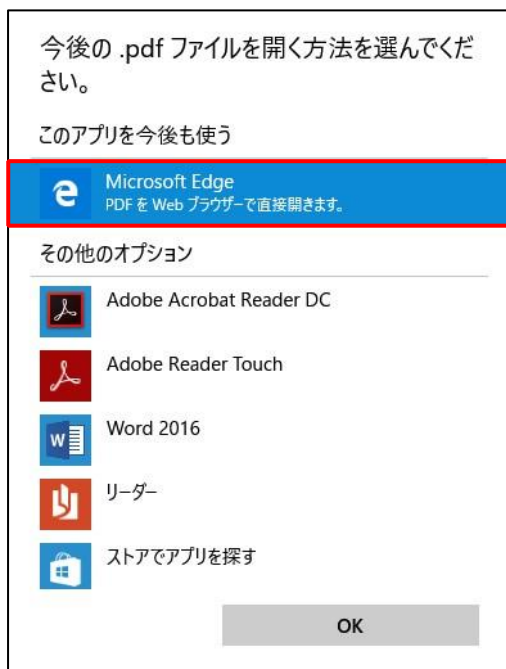 今後の .pdf ファイルを開く方法を選んでくだ
さい。
このアプリを今後も使う
Microsoft Edge
PDF を Web ブラウザーで直接開きます。
その他のオプション
Adobe Acrobat Reader DC
Adobe Reader Touch
Word 2016
リーダー
ストアでアプリを探す
OK